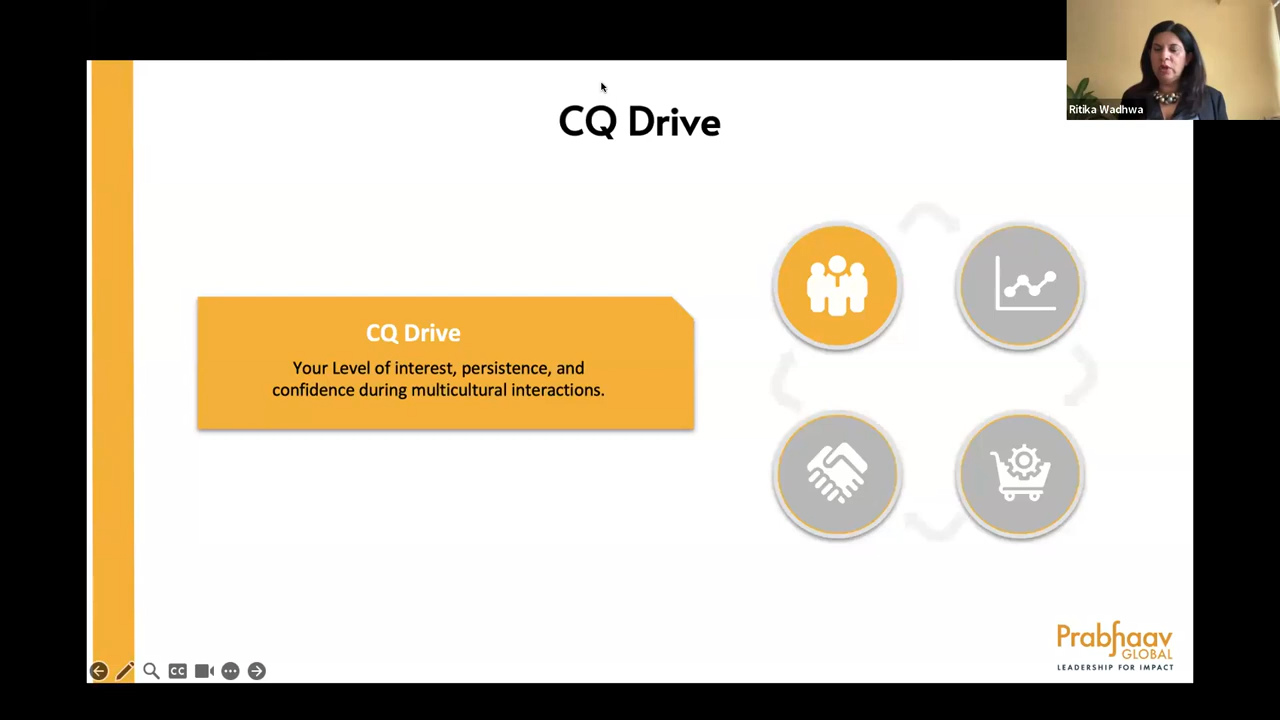 Ritika Wadhwa
CQ Drive
CQ Drive
Your Level of interest, persistence, and
confidence during multicultural interactions.
Prabhaav
GLOBAL
LEADERSHIP FOR IMPACT
CC